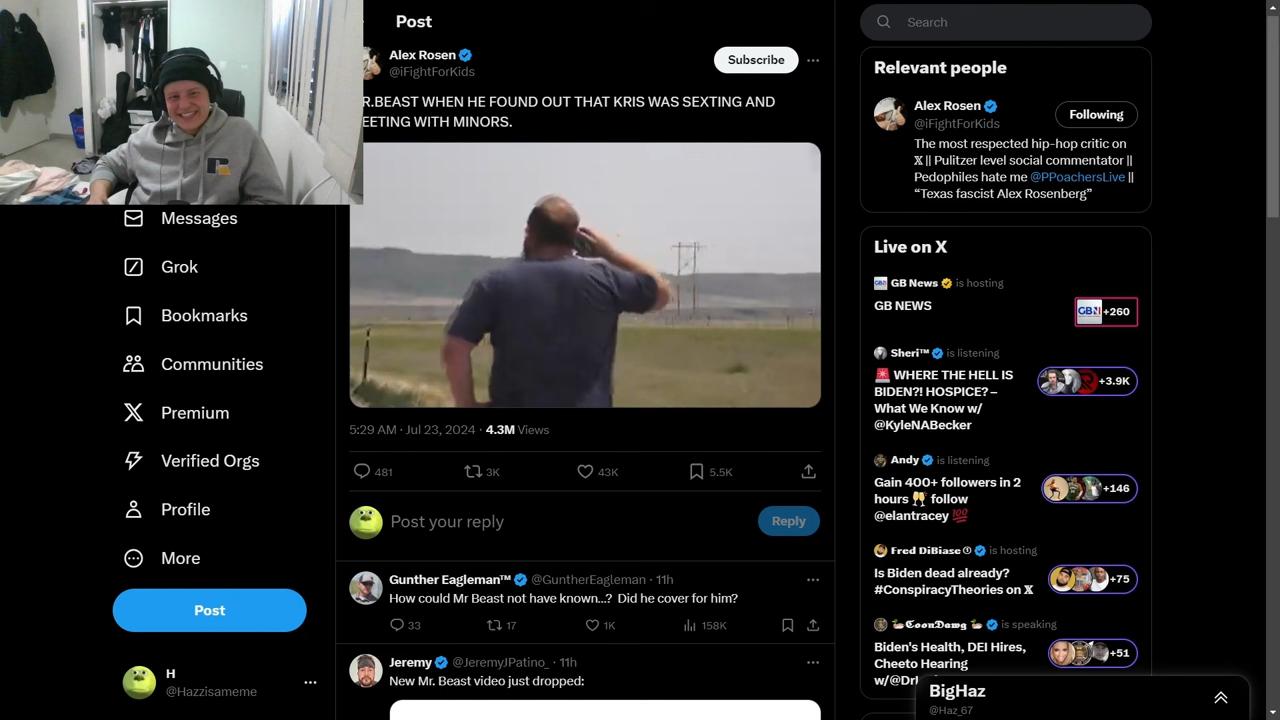 Post
Alex Rosen
@iFightForKids
Subscribe
R.BEAST WHEN HE FOUND OUT THAT KRIS WAS SEXTING AND
EETING WITH MINORS.
5:29 AM · Jul 23, 2024 · 4.3M Views
481
3K
43K
5.5K
Post your reply
Reply
Gunther Eagleman™ @GuntherEagleman · 11h
How could Mr Beast not have known...? Did he cover for him?
33
17
1K
158K
Jeremy @JeremyJPatino_ · 11h
New Mr. Beast video just dropped:
Messages
Grok
Bookmarks
Communities
Premium
Verified Orgs
Profile
More
Post
H
@Hazzisameme
Search
Relevant people
Alex Rosen
@iFightForKids
Following
The most respected hip-hop critic on
𝕏 || Pulitzer level social commentator ||
Pedophiles hate me @PPoachersLive ||
“Texas fascist Alex Rosenberg”
Live on X
GB News is hosting
GB NEWS
GBN +260
Sheri™ is listening
🚨 WHERE THE HELL IS
BIDEN?! HOSPICE? –
What We Know w/
@KyleNABecker
+3.9K
Andy is listening
Gain 400+ followers in 2
hours 🥂 follow
@elantracey 💯
+146
Fred DiBiase is hosting
Is Biden dead already?
#ConspiracyTheories on 𝕏
+75
CoonDawg is speaking
Biden's Health, DEI Hires,
Cheeto Hearing
+51
BigHaz
@Haz_67